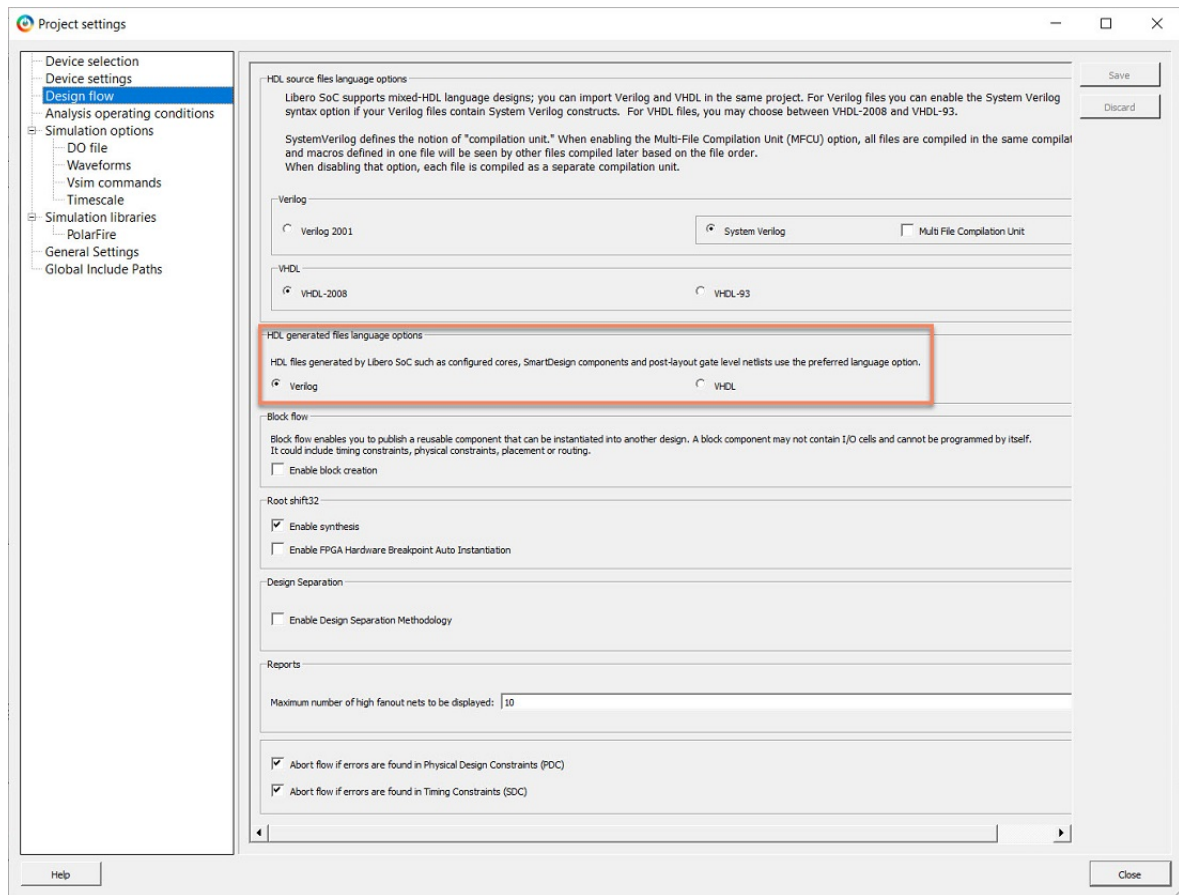 Project settings
Device selection
Device settings
Design flow
Analysis operating conditions
Simulation options
DO file
Waveforms
Vsim commands
Timescale
Simulation libraries
PolarFire
General Settings
Global Include Paths
HDL source files language options
Libero SoC supports mixed-HDL language designs; you can import Verilog and VHDL in the same project. For Verilog files you can enable the System Verilog
syntax option if your Verilog files contain System Verilog constructs. For VHDL files, you may choose between VHDL-2008 and VHDL-93.
SystemVerilog defines the notion of "compilation unit." When enabling the Multi-File Compilation Unit (MFCU) option, all files are compiled in the same compilat
and macros defined in one file will be seen by other files compiled later based on the file order.
When disabling that option, each file is compiled as a separate compilation unit.
Verilog
Verilog 2001
System Verilog
Multi File Compilation Unit
VHDL
VHDL-2008
VHDL-93
HDL generated files language options
HDL files generated by Libero SoC such as configured cores, SmartDesign components and post-layout gate level netlists use the preferred language option.
Verilog
VHDL
Block flow
Block flow enables you to publish a reusable component that can be instantiated into another design. A block component may not contain I/O cells and cannot be programmed by itself.
It could include timing constraints, physical constraints, placement or routing.
Enable block creation
Root shift32
Enable synthesis
Enable FPGA Hardware Breakpoint Auto Instantiation
Design Separation
Enable Design Separation Methodology
Reports
Maximum number of high fanout nets to be displayed: 10
Abort flow if errors are found in Physical Design Constraints (PDC)
Abort flow if errors are found in Timing Constraints (SDC)
Save
Discard
Help
Close